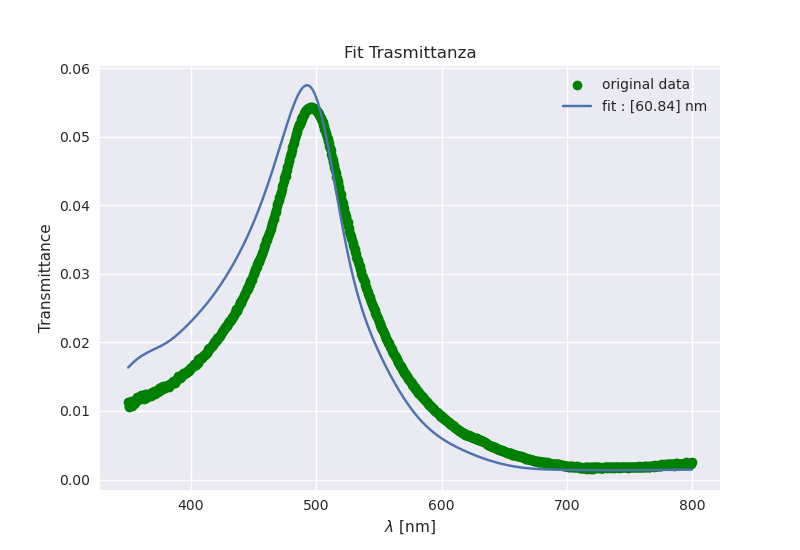 Fit Trasmittanza
original data
fit : [60.84] nm
Transmittance
0.06
0.05
0.04
0.03
0.02
0.01
0.00
400 500 600 700 800
λ [nm]